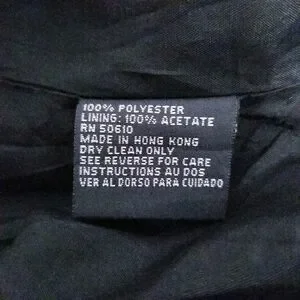 100% POLYESTER
LINING: 100% ACETATE
RN 50610
MADE IN HONG KONG
DRY CLEAN ONLY
SEE REVERSE FOR CARE
INSTRUCTIONS AU DOS
VER AL DORSO PARA CUIDADO